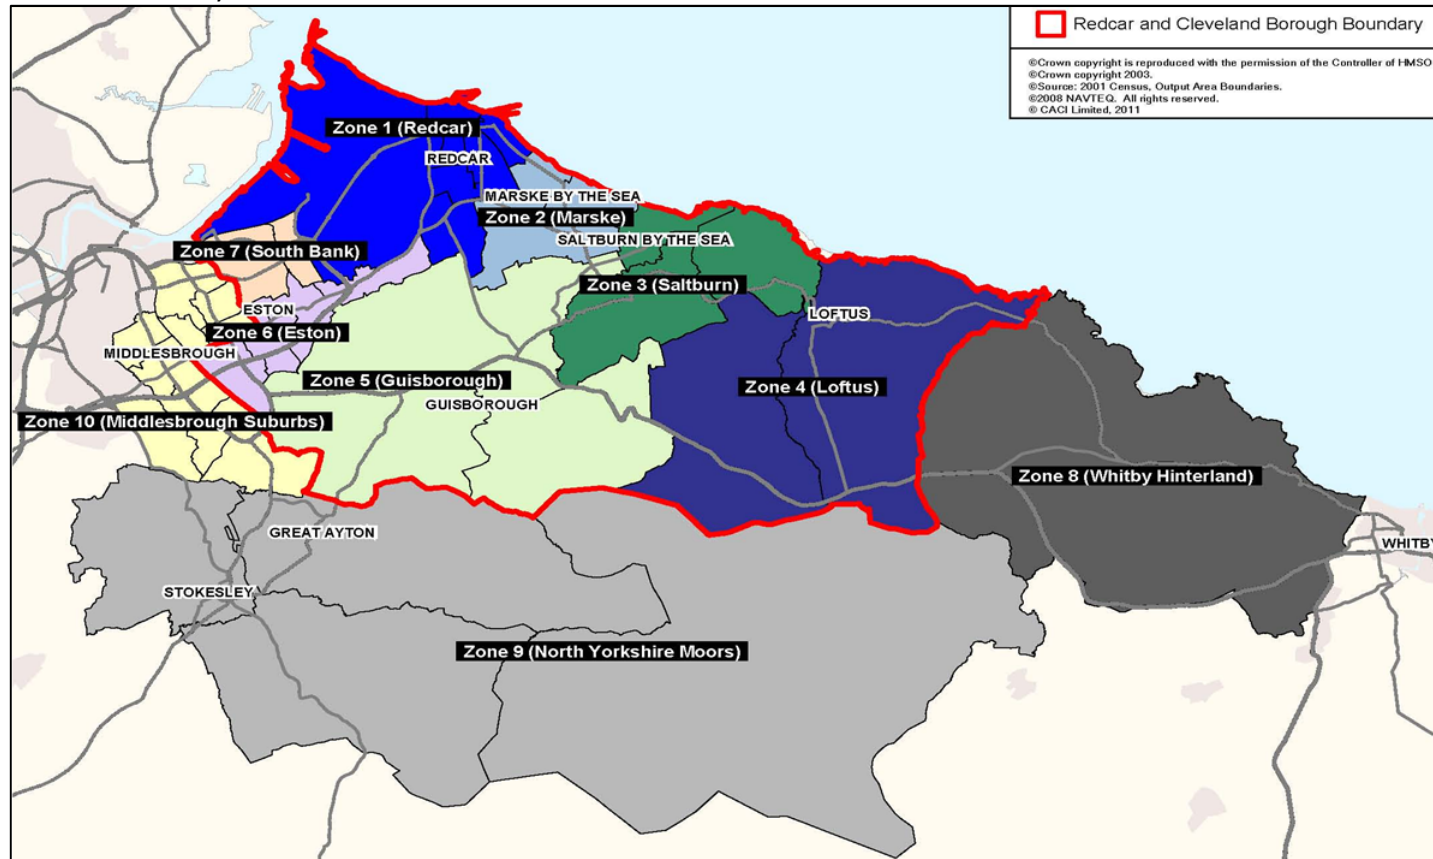 Redcar and Cleveland Borough Boundary
©Crown copyright is reproduced with the permission of the Controller of HMSO
©Crown copyright 2003.
©Source: 2001 Census, Output Area Boundaries.
©2008 NAVTEQ. All rights reserved.
© CACI Limited, 2011
Zone 1 (Redcar)
REDCAR
MARSKE BY THE SEA
Zone 2 (Marske)
SALTBURN BY THE SEA
Zone 7 (South Bank)
Zone 3 (Saltburn)
ESTON
LOFTUS
Zone 6 (Eston)
MIDDLESBROUGH
Zone 5 (Guisborough)
Zone 4 (Loftus)
GUISBOROUGH
Zone 10 (Middlesbrough Suburbs)
Zone 8 (Whitby Hinterland)
GREAT AYTON
WHITBY
STOKESLEY
Zone 9 (North Yorkshire Moors)